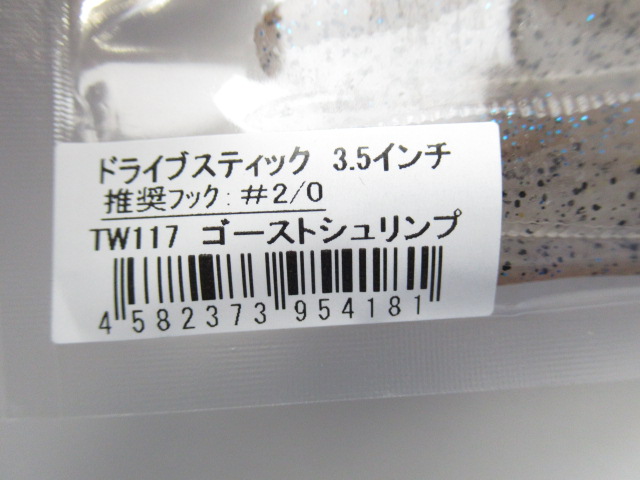 ドライブスティック 3.5インチ
推奨フック:#2/0
TW117 ゴーストシュリンプ
4 582373 954181